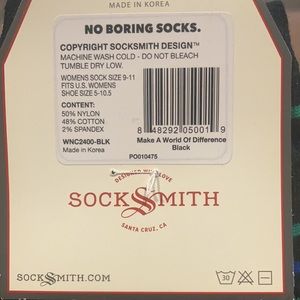 MADE IN KOREA
NO BORING SOCKS.
COPYRIGHT SOCKSMITH DESIGN™
MACHINE WASH COLD - DO NOT BLEACH
TUMBLE DRY LOW.
WOMENS SOCK SIZE 9-11
FITS U.S. WOMENS
SHOE SIZE 5-10.5
CONTENT:
50% NYLON
48% COTTON
2% SPANDEX
WNC2400-BLK
Made in Korea
8 48292 05001 9
Make A World Of Difference
Black
PO010475
DESIGNED WITH LOVE
SOCKSMITH
SANTA CRUZ, CA
SOCKSMITH.COM
30